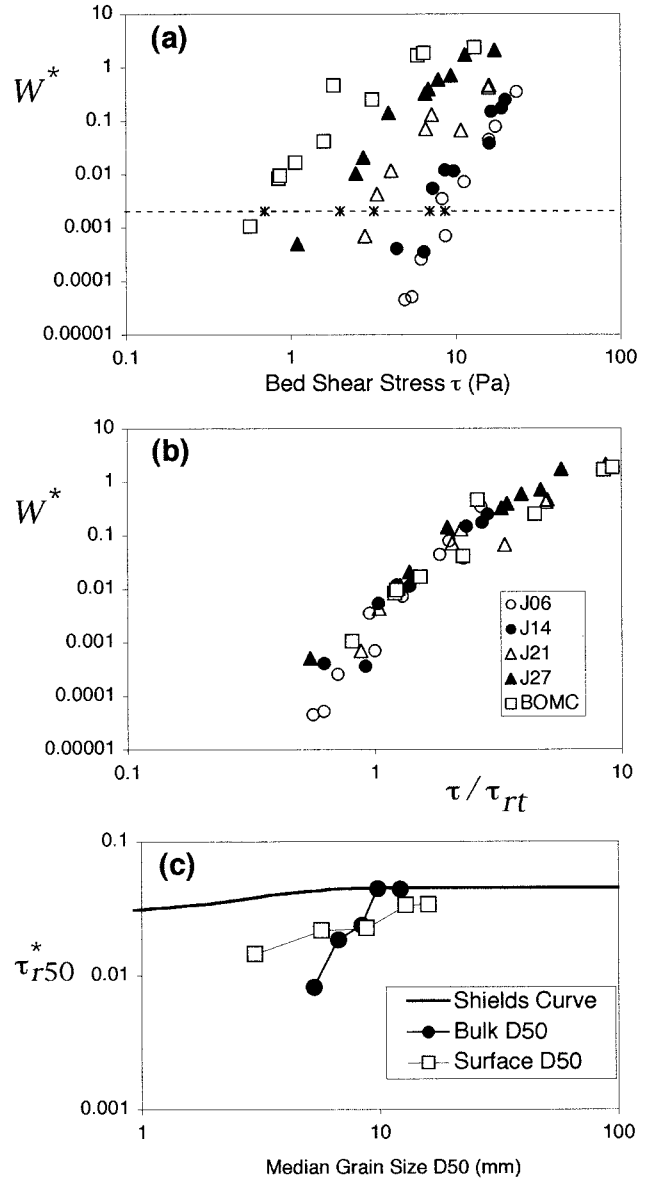 10
(a)
1
W*
0.1
0.01
0.001
0.0001
0.00001
0.1 1 10 100
Bed Shear Stress τ (Pa)
10
(b)
1
W*
0.1
0.01
0.001
0.0001
0.00001
J06
J14
J21
J27
BOMC
0.1 1 10
τ/τrt
0.1
(c)
τ*r50
0.01
0.001
Shields Curve
Bulk D50
Surface D50
1 10 100
Median Grain Size D50 (mm)